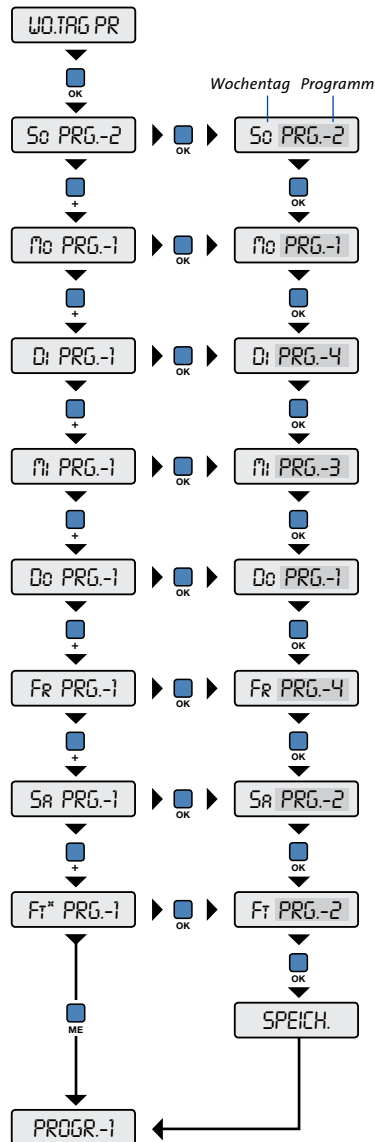 WO.TAG PR
OK
Wochentag Programm
So PRG.-2 OK So PRG.-2
+ OK
Mo PRG.-1 OK Mo PRG.-1
+ OK
Di PRG.-1 OK Di PRG.-4
+ OK
Mi PRG.-1 OK Mi PRG.-3
+ OK
Do PRG.-1 OK Do PRG.-1
+ OK
FR PRG.-1 OK FR PRG.-4
+ OK
SA PRG.-1 OK SA PRG.-2
+ OK
FT* PRG.-1 OK FT PRG.-2
OK
ME
SPEICH.
PROGR.-1